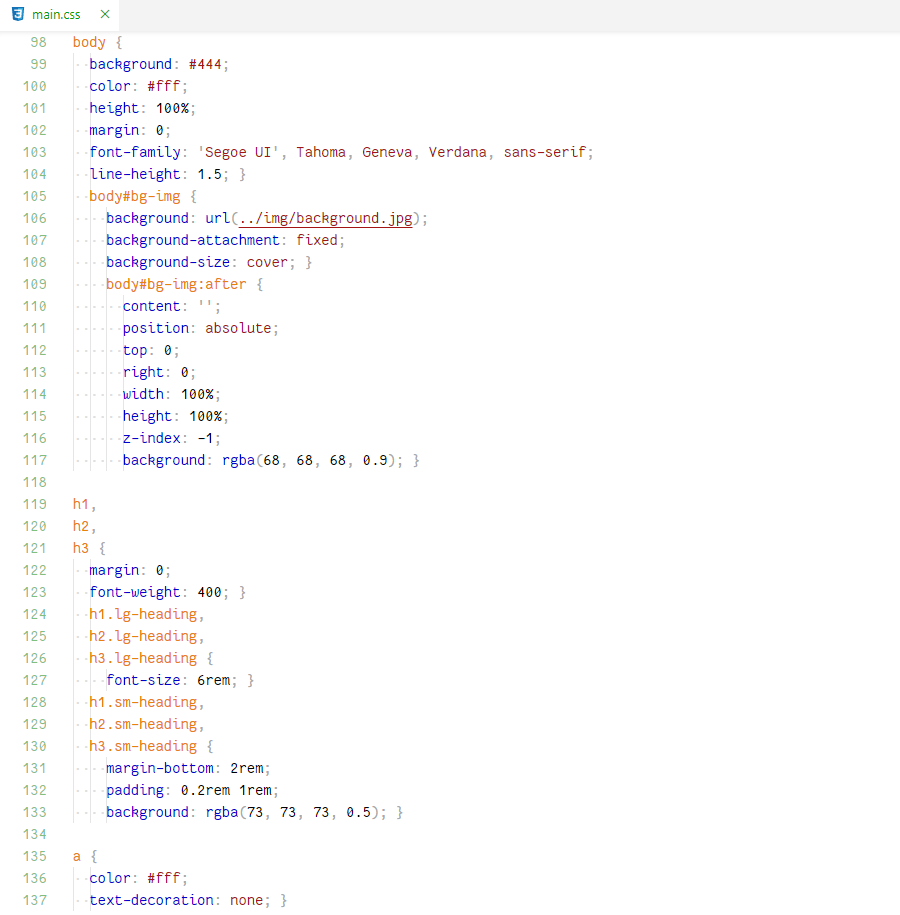 main.css
98 body {
99   background: #444;
100   color: #fff;
101   height: 100%;
102   margin: 0;
103   font-family: 'Segoe UI', Tahoma, Geneva, Verdana, sans-serif;
104   line-height: 1.5; }
105   body#bg-img {
106     background: url(../img/background.jpg);
107     background-attachment: fixed;
108     background-size: cover; }
109     body#bg-img:after {
110       content: '';
111       position: absolute;
112       top: 0;
113       right: 0;
114       width: 100%;
115       height: 100%;
116       z-index: -1;
117       background: rgba(68, 68, 68, 0.9); }
118
119 h1,
120 h2,
121 h3 {
122   margin: 0;
123   font-weight: 400; }
124   h1.lg-heading,
125   h2.lg-heading,
126   h3.lg-heading {
127     font-size: 6rem; }
128   h1.sm-heading,
129   h2.sm-heading,
130   h3.sm-heading {
131     margin-bottom: 2rem;
132     padding: 0.2rem 1rem;
133     background: rgba(73, 73, 73, 0.5); }
134
135 a {
136   color: #fff;
137   text-decoration: none; }